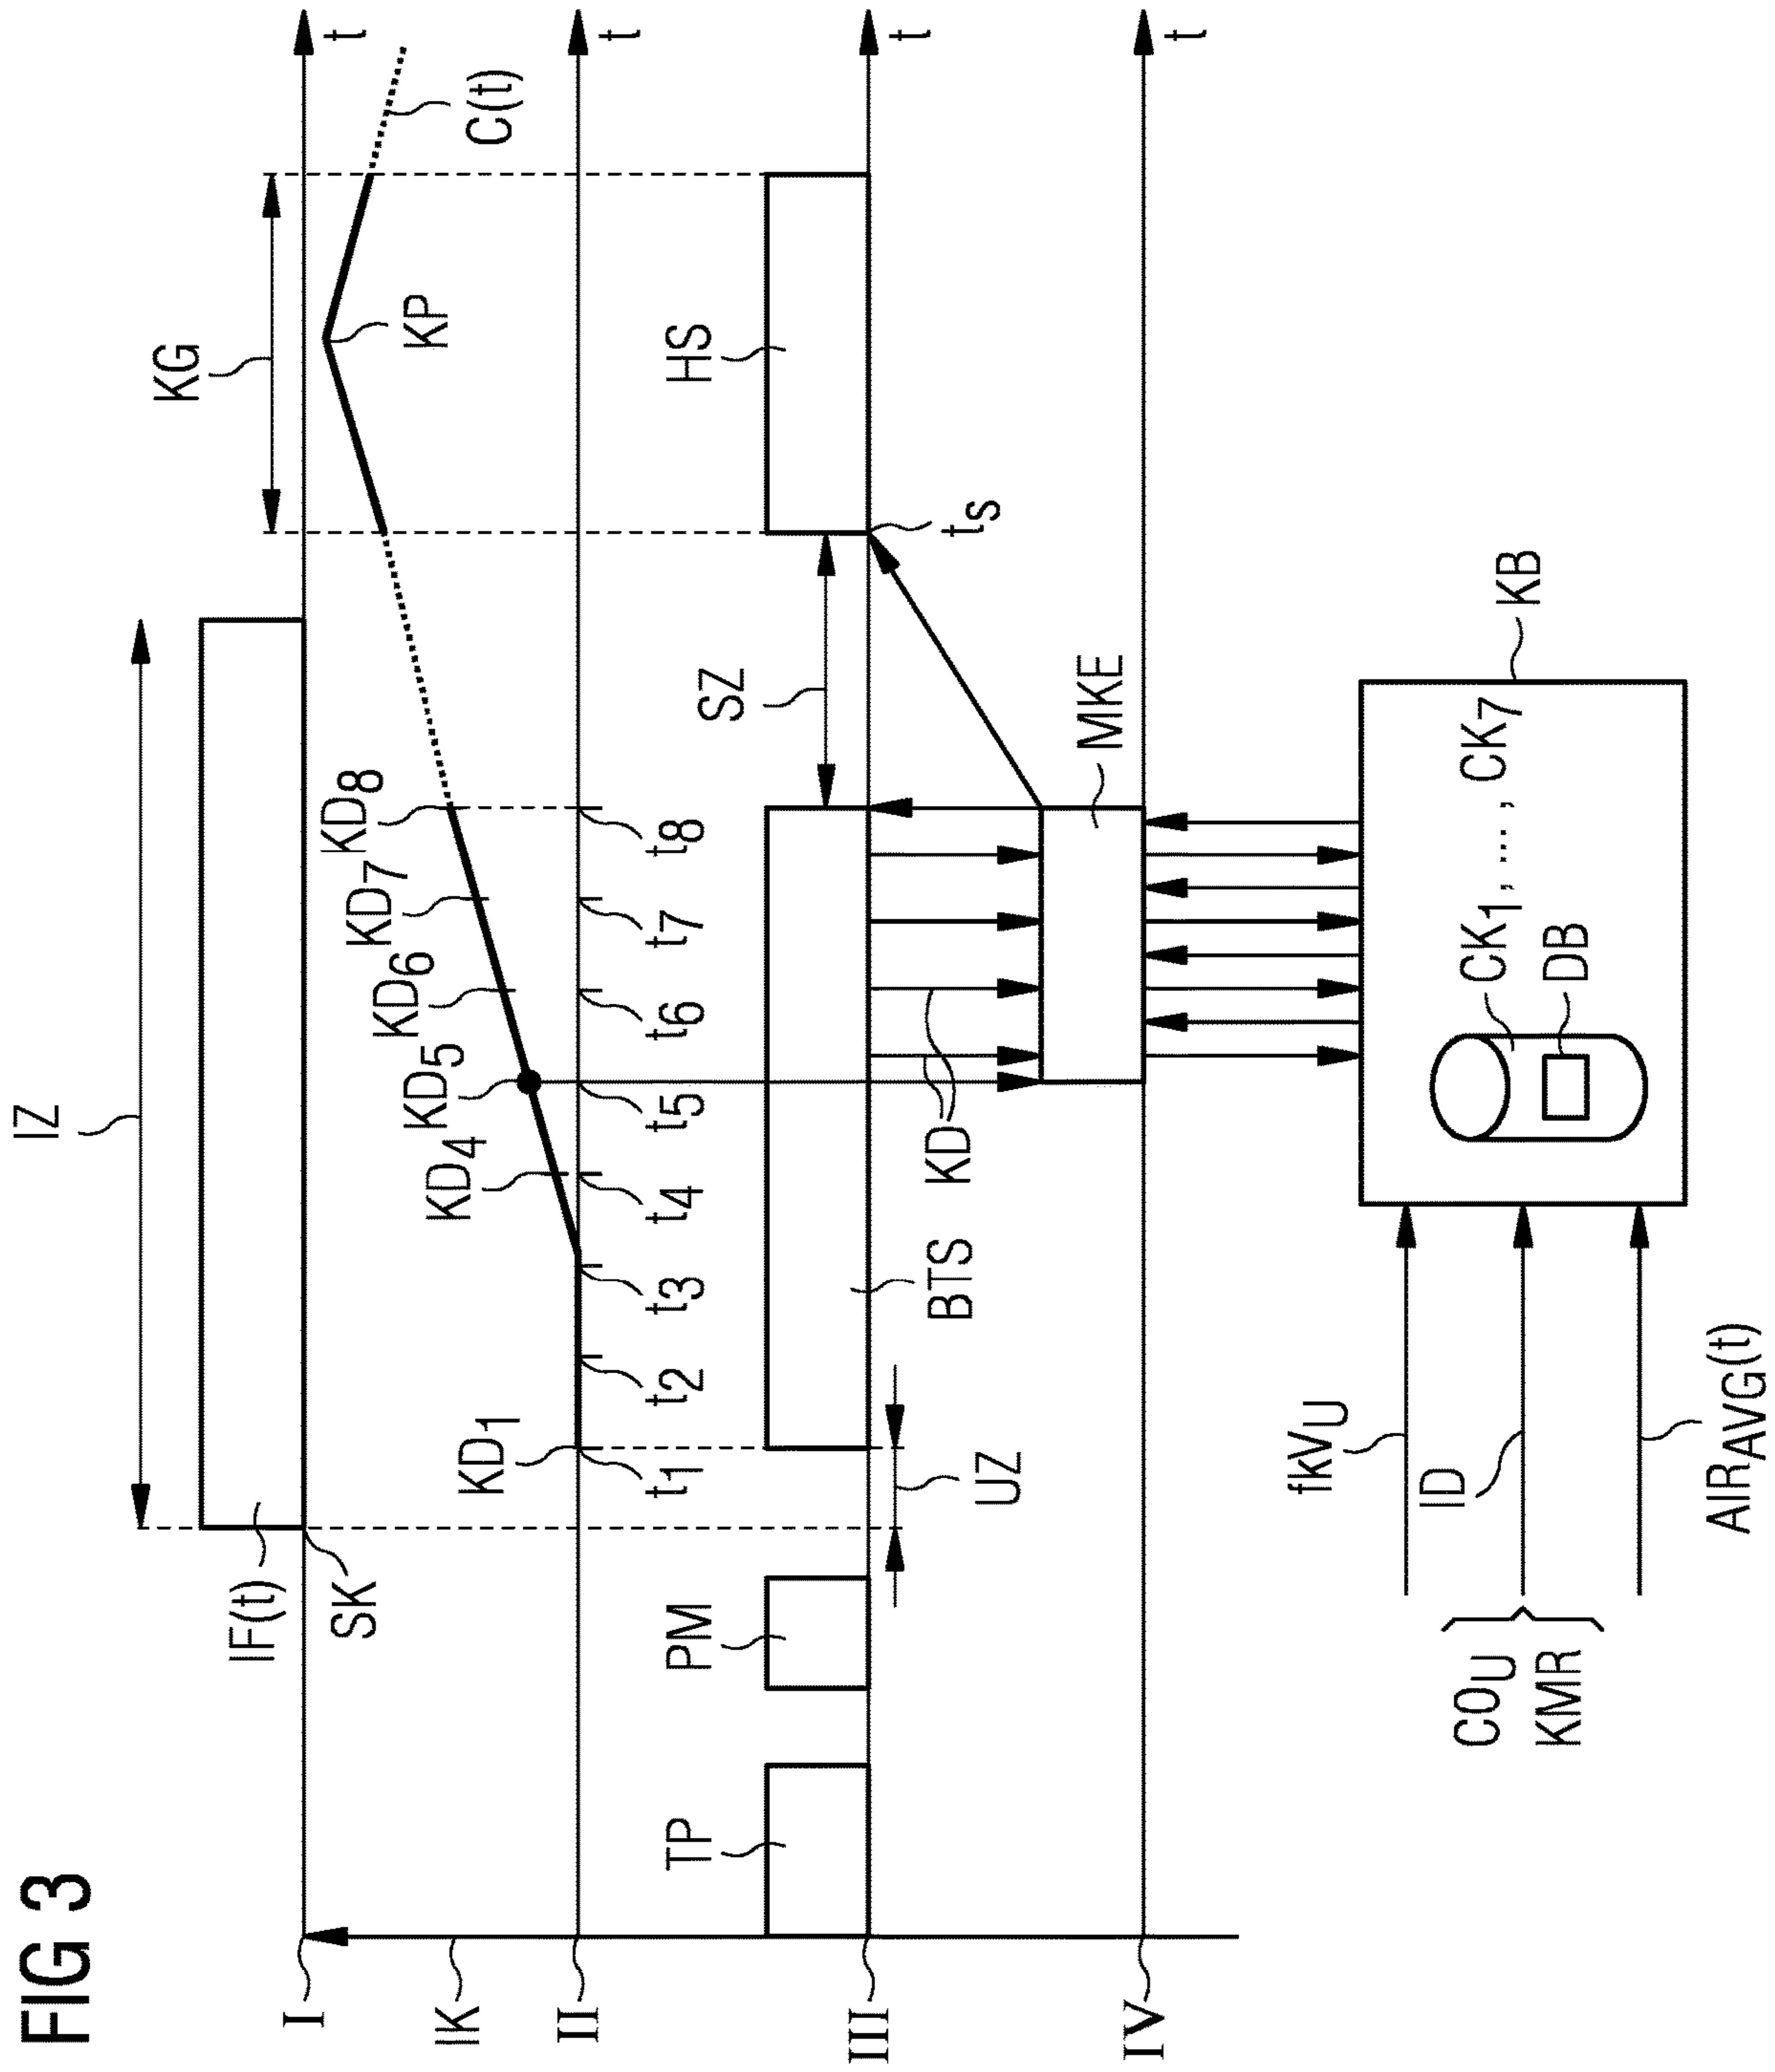 FIG 3
IZ
KG
IF(t)
SK
I
t
KD1
KD4
KD5
KD6
KD7
KD8
KP
C(t)
IK
II
t1
t2
t3
t4
t5
t6
t7
t8
t
TP
PM
SZ
HS
III
UZ
BTS
KD
tS
t
MKE
IV
t
fkVU
ID
COU
KMR
AIRAVG(t)
CK1, ... , CK7
DB
KB